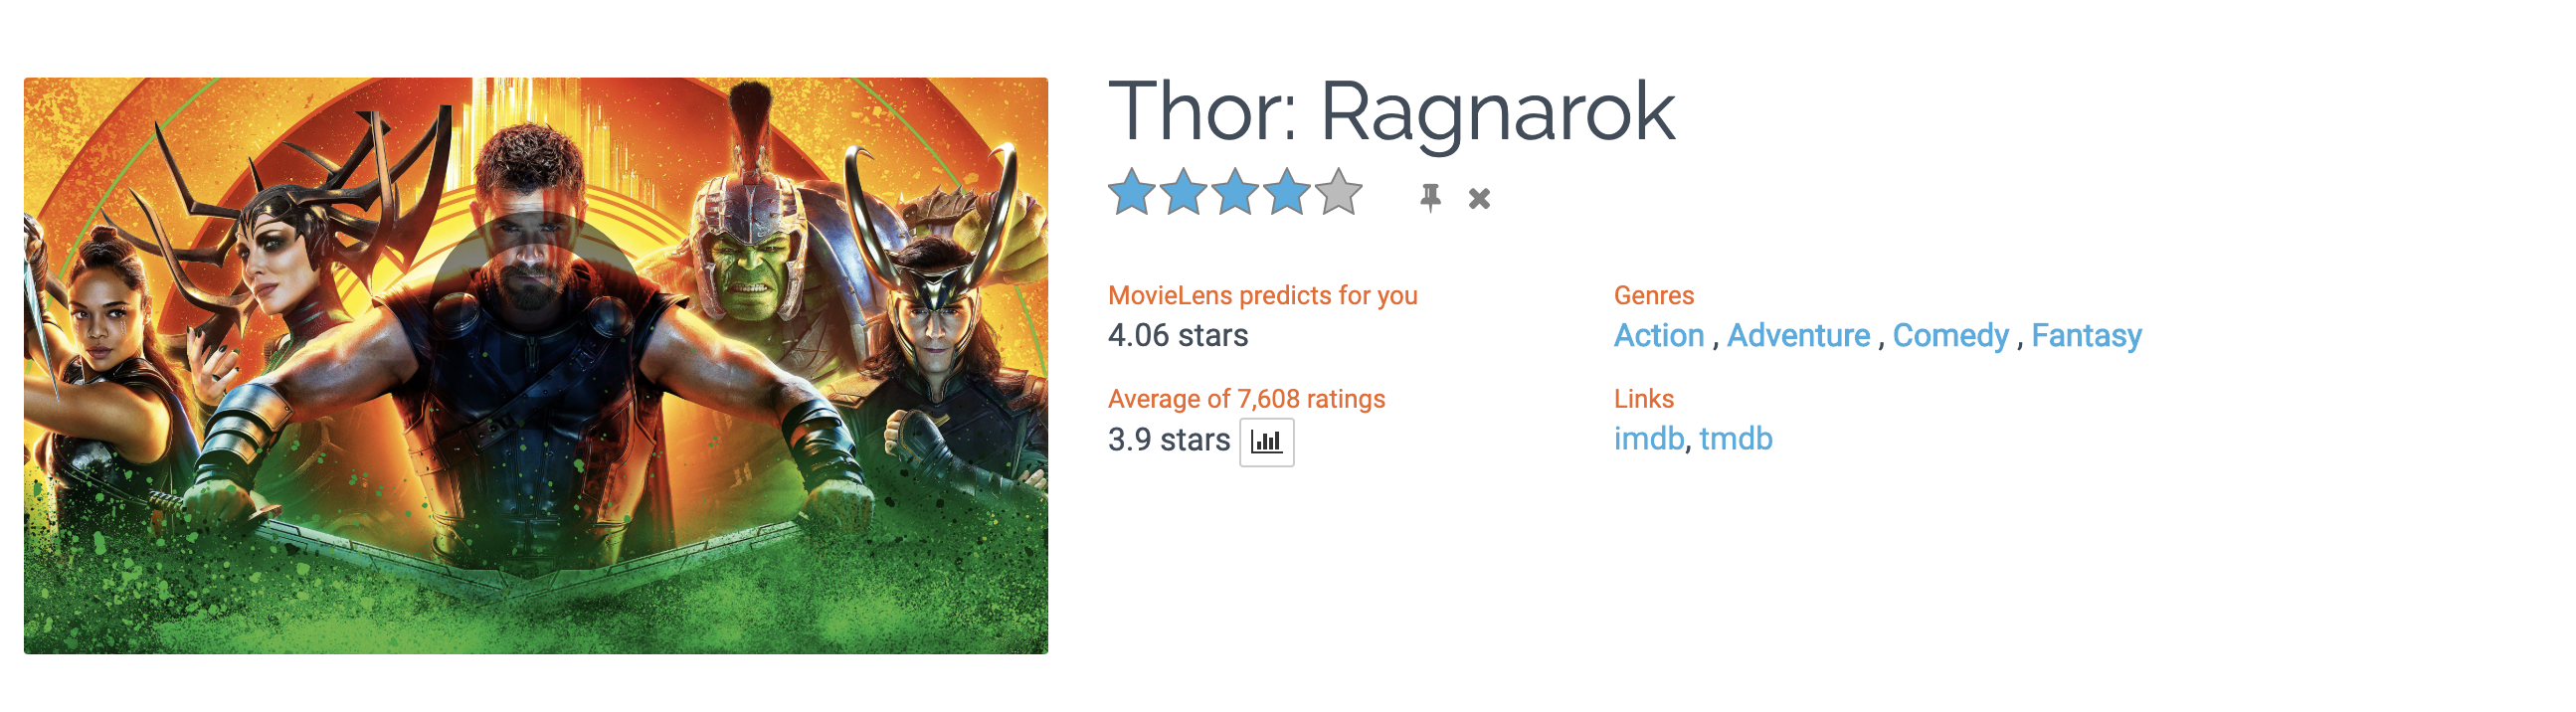 Thor: Ragnarok
MovieLens predicts for you
4.06 stars
Average of 7,608 ratings
3.9 stars
Genres
Action , Adventure , Comedy , Fantasy
Links
imdb, tmdb